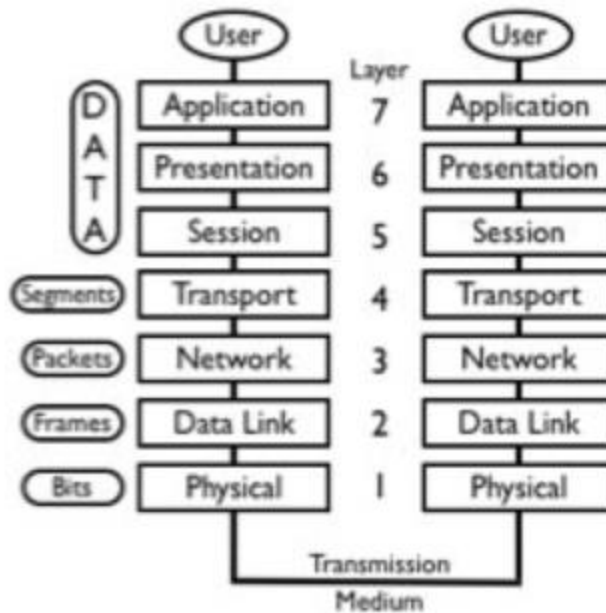 User User
Layer
D
A
T
A
Application 7 Application
Presentation 6 Presentation
Session 5 Session
Segments Transport 4 Transport
Packets Network 3 Network
Frames Data Link 2 Data Link
Bits Physical 1 Physical
Transmission
Medium